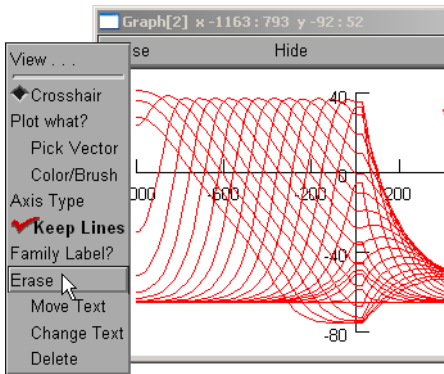 Graph[2] x -1163 : 793 y -92 : 52
se Hide
View . . .
Crosshair
Plot what?
Pick Vector
Color/Brush
Axis Type
Keep Lines
Family Label?
Erase
Move Text
Change Text
Delete
40
000 -600 -200 0 200
-40
-80